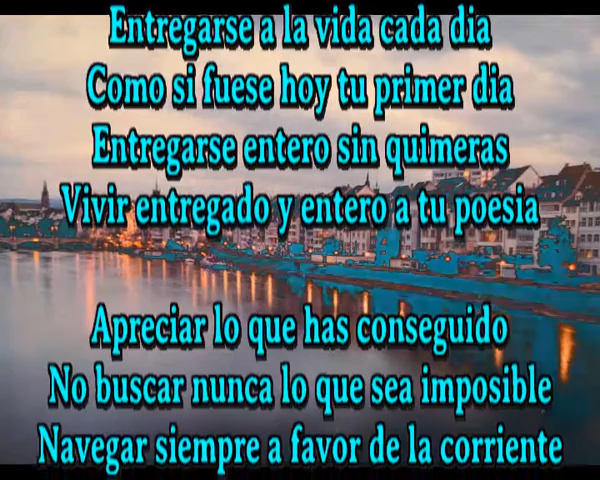 Entregarse a la vida cada dia
Como si fuese hoy tu primer dia
Entregarse entero sin quimeras
Vivir entregado y entero a tu poesia
Apreciar lo que has conseguido
No buscar nunca lo que sea imposible
Navegar siempre a favor de la corriente